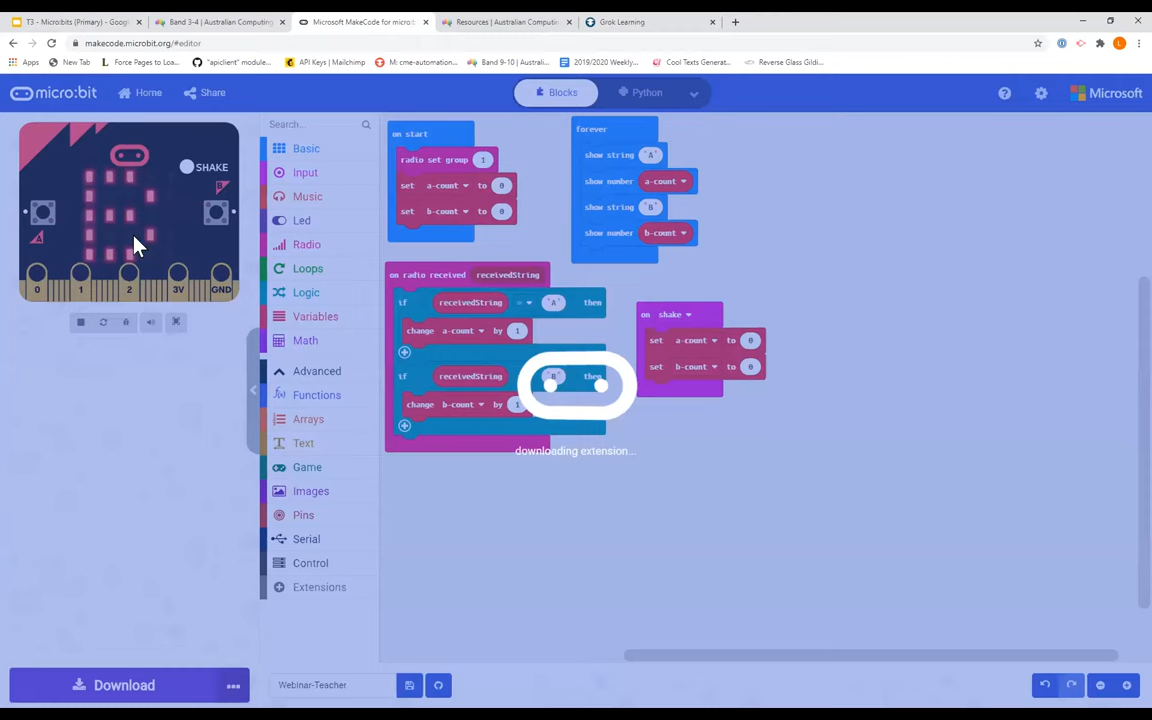 T3 - Micro:bits (Primary) - Goog
Band 3-4 | Australian Computing
Microsoft MakeCode for micro:bi
Resources | Australian Computin
Grok Learning
makecode.microbit.org/#editor
Apps
New Tab
Force Pages to Loa...
"apiclient" module...
API Keys | Mailchimp
M: cme-automation...
Band 9-10 | Australi...
2019/2020 Weekly...
Cool Texts Generat...
Reverse Glass Gildi...
micro:bit
Home
Share
Blocks
Python
Microsoft
SHAKE
B
A
0 1 2 3V GND
Search...
Basic
Input
Music
Led
Radio
Loops
Logic
Variables
Math
Advanced
Functions
Arrays
Text
Game
Images
Pins
Serial
Control
Extensions
on start
radio set group 1
set a-count to 0
set b-count to 0
forever
show string "A"
show number a-count
show string "B"
show number b-count
on radio received receivedString
if receivedString = "A" then
change a-count by 1
if receivedString "B" then
change b-count by 1
on shake
set a-count to 0
set b-count to 0
downloading extension...
Download
Webinar-Teacher